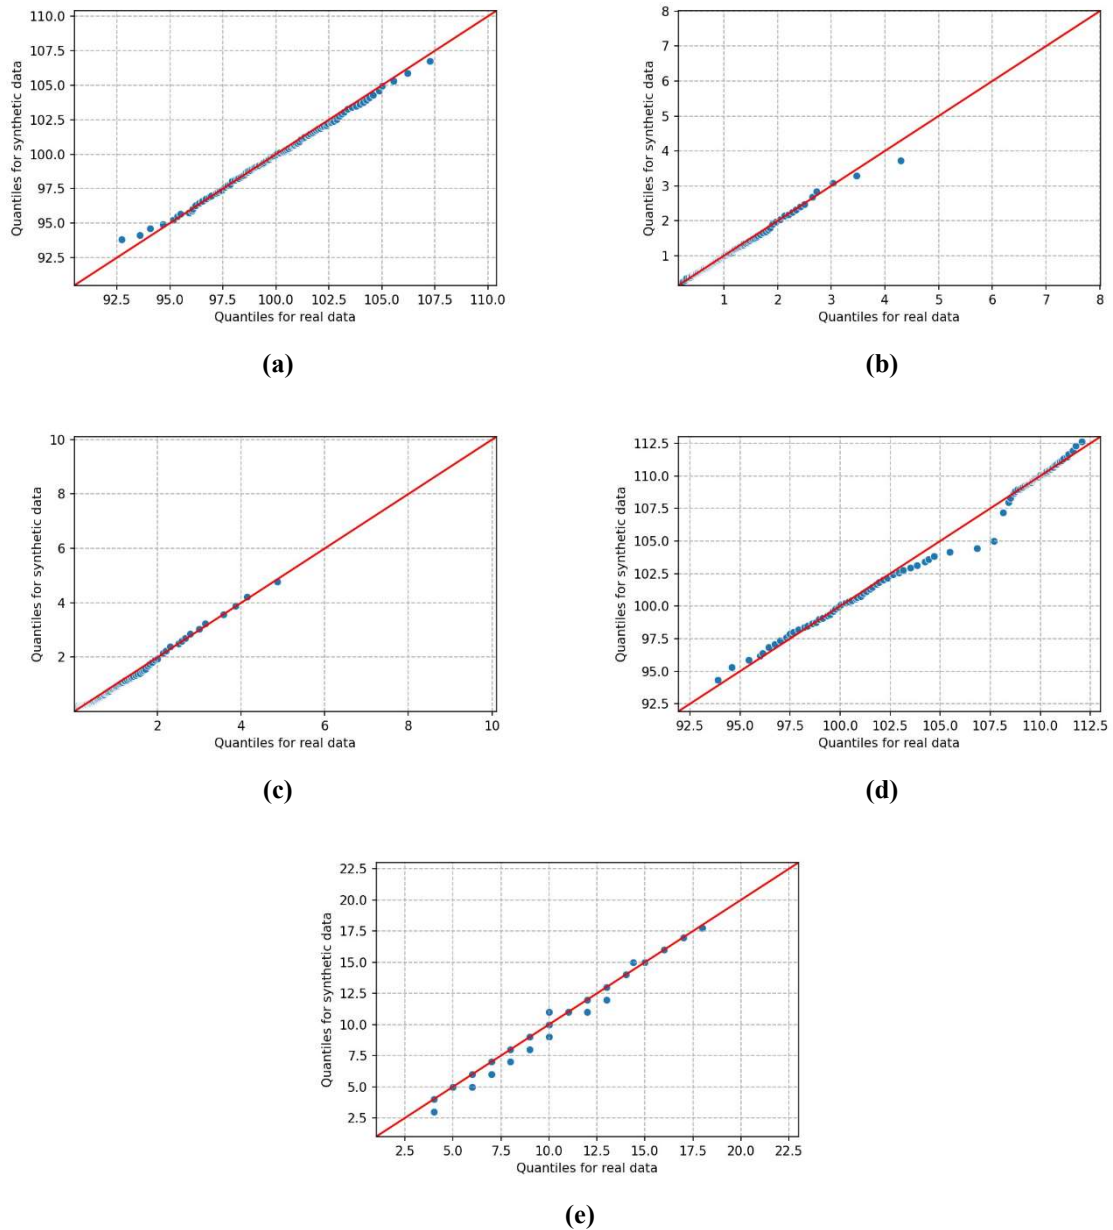 110.0
107.5
105.0
102.5
100.0
97.5
95.0
92.5
Quantiles for synthetic data
92.5 95.0 97.5 100.0 102.5 105.0 107.5 110.0
Quantiles for real data
(a)
8
7
6
5
4
3
2
1
Quantiles for synthetic data
1 2 3 4 5 6 7 8
Quantiles for real data
(b)
10
8
6
4
2
Quantiles for synthetic data
2 4 6 8 10
Quantiles for real data
(c)
112.5
110.0
107.5
105.0
102.5
100.0
97.5
95.0
92.5
Quantiles for synthetic data
92.5 95.0 97.5 100.0 102.5 105.0 107.5 110.0 112.5
Quantiles for real data
(d)
22.5
20.0
17.5
15.0
12.5
10.0
7.5
5.0
2.5
Quantiles for synthetic data
2.5 5.0 7.5 10.0 12.5 15.0 17.5 20.0 22.5
Quantiles for real data
(e)